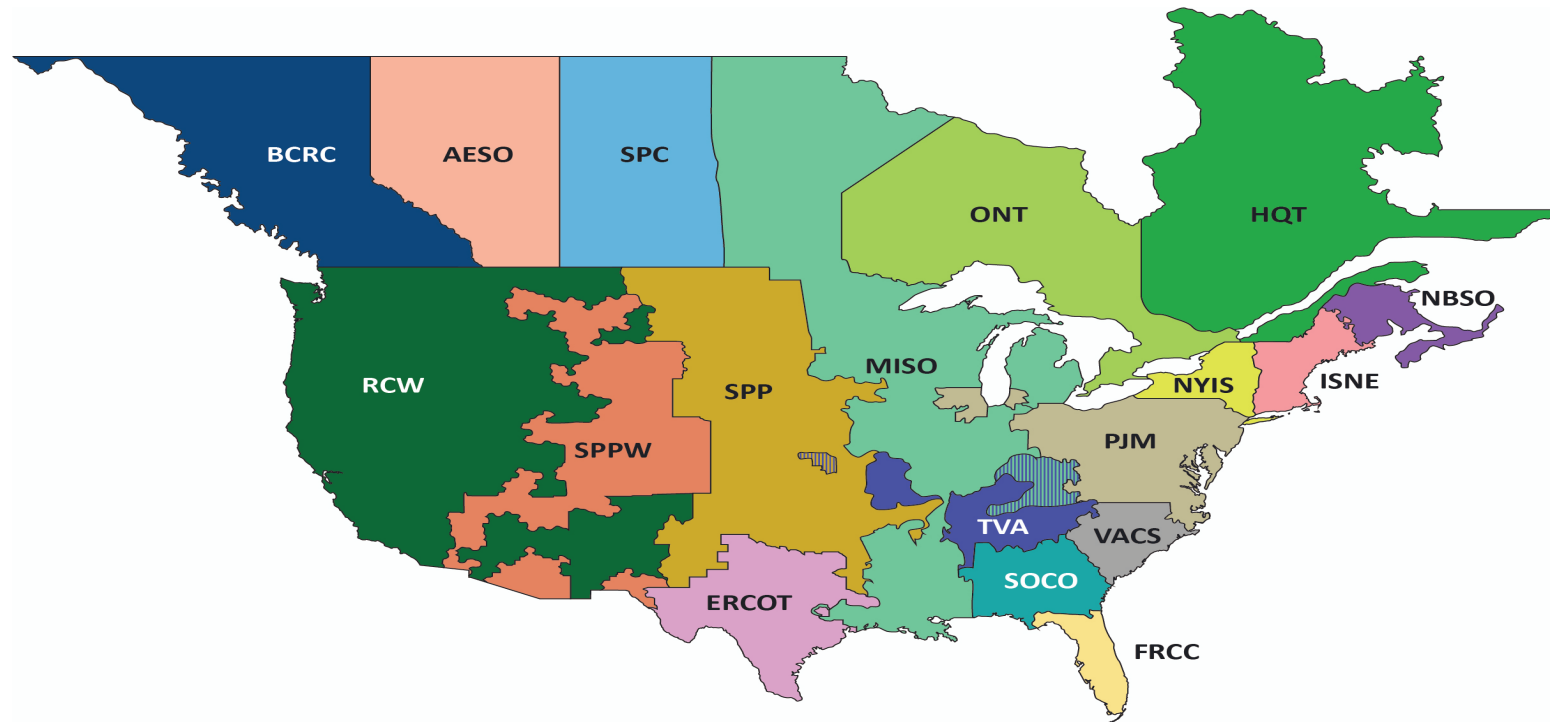 BCRC
AESO
SPC
ONT
HQT
NBSO
MISO
RCW
SPP
NYIS
ISNE
SPPW
PJM
TVA
VACS
SOCO
ERCOT
FRCC